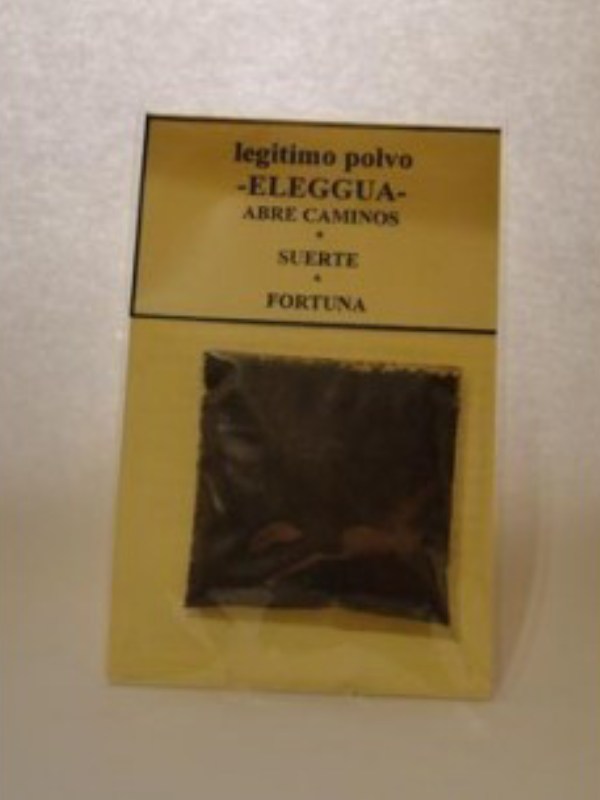 legitimo polvo
-ELEGGUA-
ABRE CAMINOS
*
SUERTE
*
FORTUNA